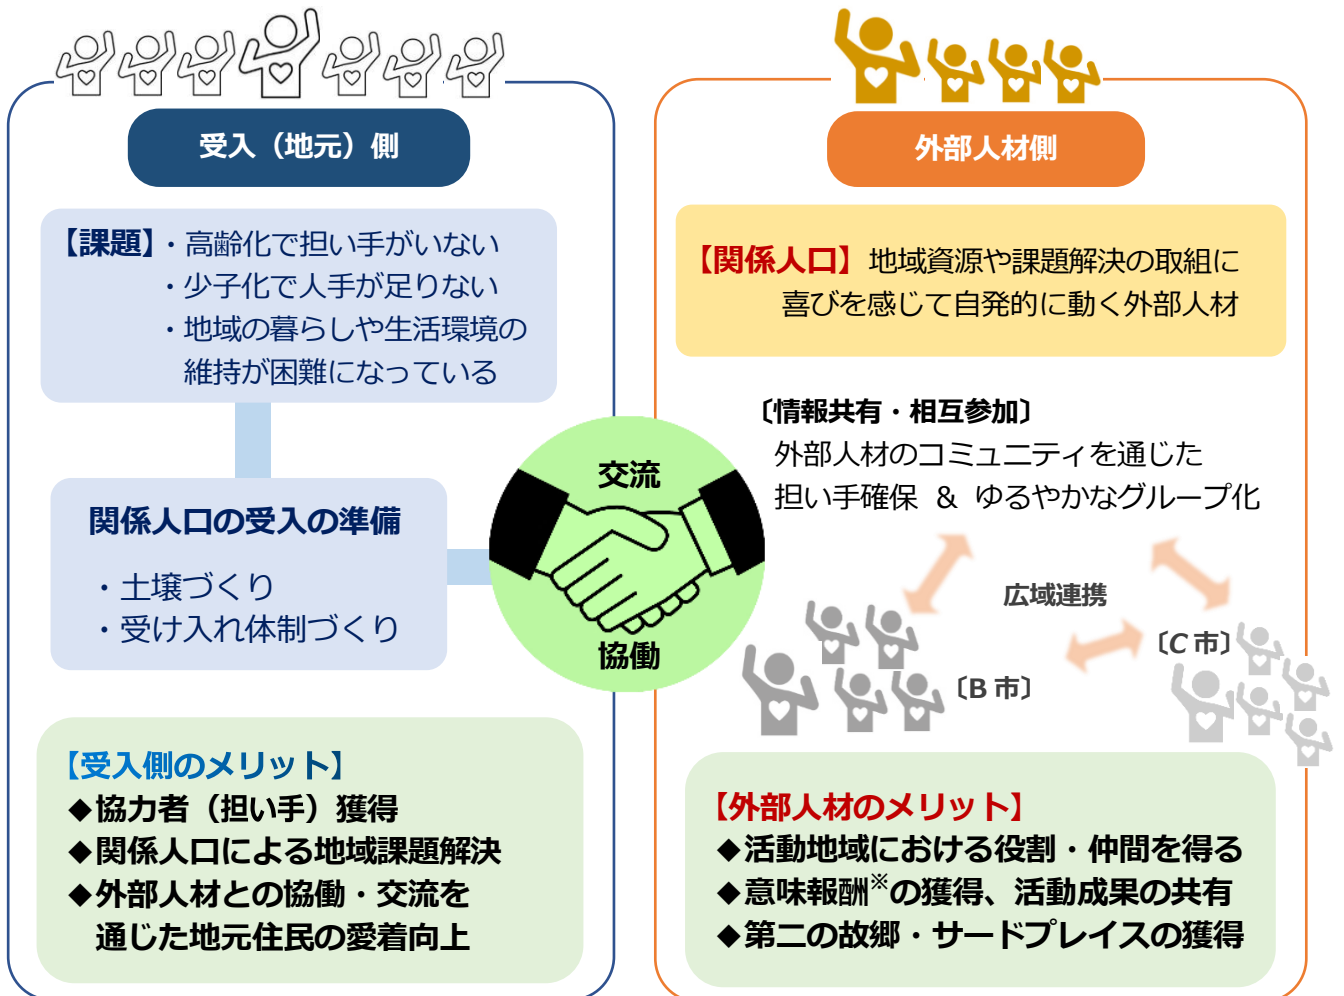 受入（地元）側
【課題】・高齢化で担い手がいない
・少子化で人手が足りない
・地域の暮らしや生活環境の
維持が困難になっている
関係人口の受入の準備
・土壌づくり
・受け入れ体制づくり
【受入側のメリット】
◆協力者（担い手）獲得
◆関係人口による地域課題解決
◆外部人材との協働・交流を
通じた地元住民の愛着向上
交流
協働
外部人材側
【関係人口】地域資源や課題解決の取組に
喜びを感じて自発的に動く外部人材
〔情報共有・相互参加〕
外部人材のコミュニティを通じた
担い手確保 & ゆるやかなグループ化
広域連携
〔B市〕
〔C市〕
【外部人材のメリット】
◆活動地域における役割・仲間を得る
◆意味報酬※の獲得、活動成果の共有
◆第二の故郷・サードプレイスの獲得